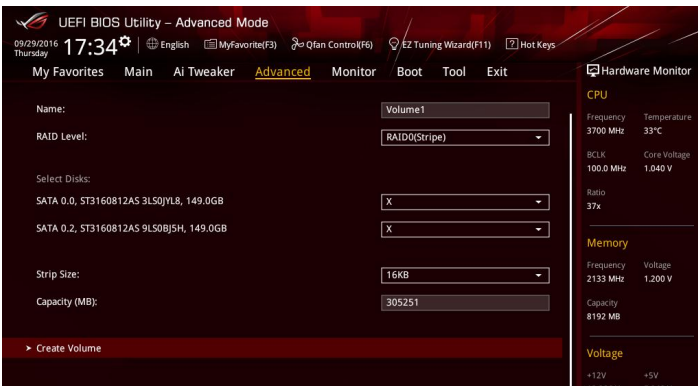 UEFI BIOS Utility – Advanced Mode
09/29/2016
Thursday
17:34
English
MyFavorite(F3)
Qfan Control(F6)
EZ Tuning Wizard(F11)
? Hot Keys
My Favorites Main Ai Tweaker Advanced Monitor Boot Tool Exit
Name: Volume1
RAID Level: RAID0(Stripe)
Select Disks:
SATA 0.0, ST3160812AS 3LS0JYL8, 149.0GB X
SATA 0.2, ST3160812AS 9LS0BJ5H, 149.0GB X
Strip Size: 16KB
Capacity (MB): 305251
> Create Volume
Hardware Monitor
CPU
Frequency Temperature
3700 MHz 33°C
BCLK Core Voltage
100.0 MHz 1.040 V
Ratio
37x
Memory
Frequency Voltage
2133 MHz 1.200 V
Capacity
8192 MB
Voltage
+12V +5V